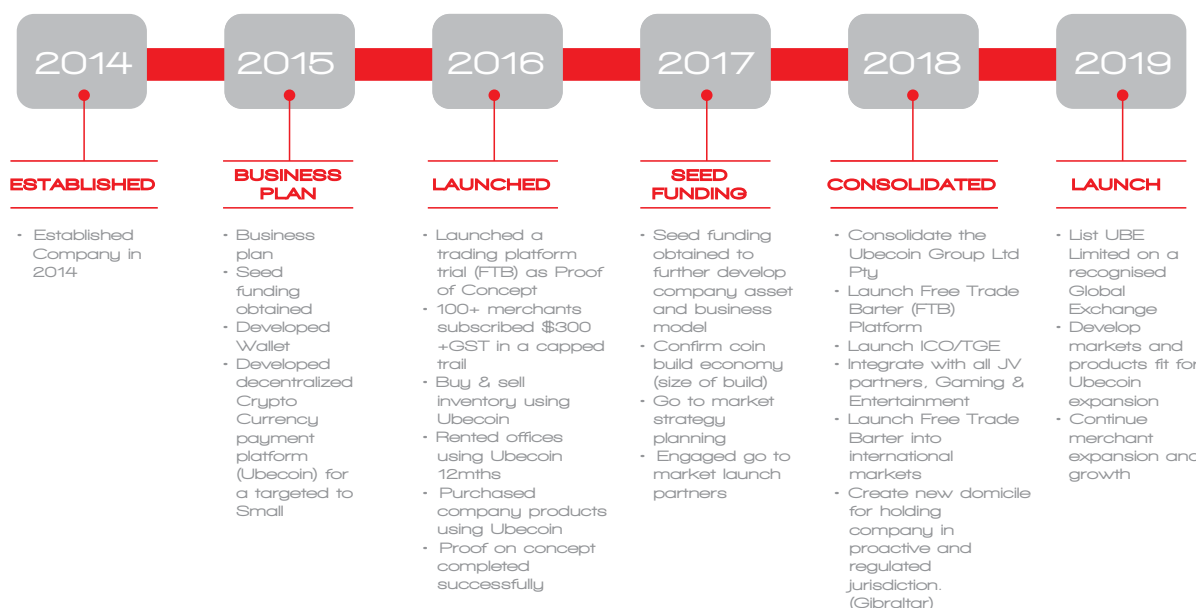 2014
2015
2016
2017
2018
2019
ESTABLISHED
• Established
Company in
2014
BUSINESS
PLAN
• Business
plan
• Seed
funding
obtained
• Developed
Wallet
• Developed
decentralized
Crypto
Currency
payment
platform
(Ubecoin) for
a targeted to
Small
LAUNCHED
• Launched a
trading platform
trial (FTB) as Proof
of Concept
• 100+ merchants
subscribed $300
+GST in a capped
trail
• Buy & sell
inventory using
Ubecoin
• Rented offices
using Ubecoin
12mths
• Purchased
company products
using Ubecoin
• Proof on concept
completed
successfully
SEED
FUNDING
• Seed funding
obtained to
further develop
company asset
and business
model
• Confirm coin
build economy
(size of build)
• Go to market
strategy
planning
• Engaged go to
market launch
partners
CONSOLIDATED
• Consolidate the
Ubecoin Group Ltd
Pty
• Launch Free Trade
Barter (FTB)
Platform
• Launch ICO/TGE
• Integrate with all JV
partners, Gaming &
Entertainment
• Launch Free Trade
Barter into
international
markets
• Create new domicile
for holding
company in
proactive and
regulated
jurisdiction.
(Gibraltar)
LAUNCH
• List UBE
Limited on a
recognised
Global
Exchange
• Develop
markets and
products fit for
Ubecoin
expansion
• Continue
merchant
expansion and
growth